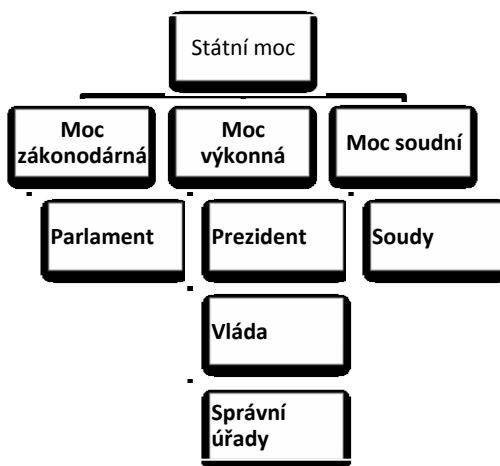 Státní moc
Moc
zákonodárná
Moc
výkonná
Moc soudní
Parlament
Prezident
Soudy
Vláda
Správní
úřady